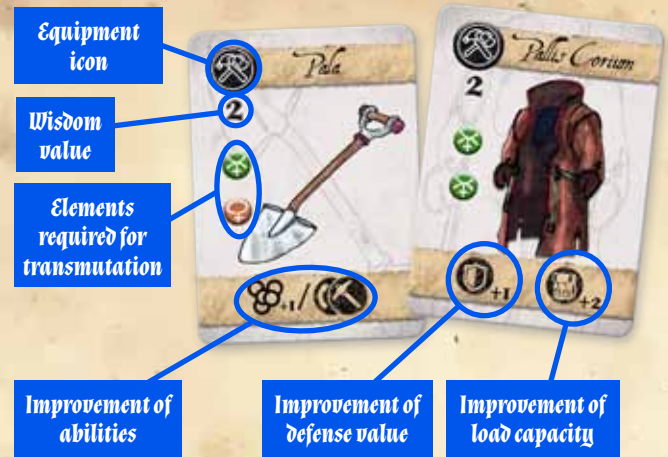 Equipment
icon
Wisdom
value
Elements
required for
transmutation
Pala
2
+1/
Pallis Corium
2
+1
+2
Improvement of
abilities
Improvement of
defense value
Improvement of
load capacity